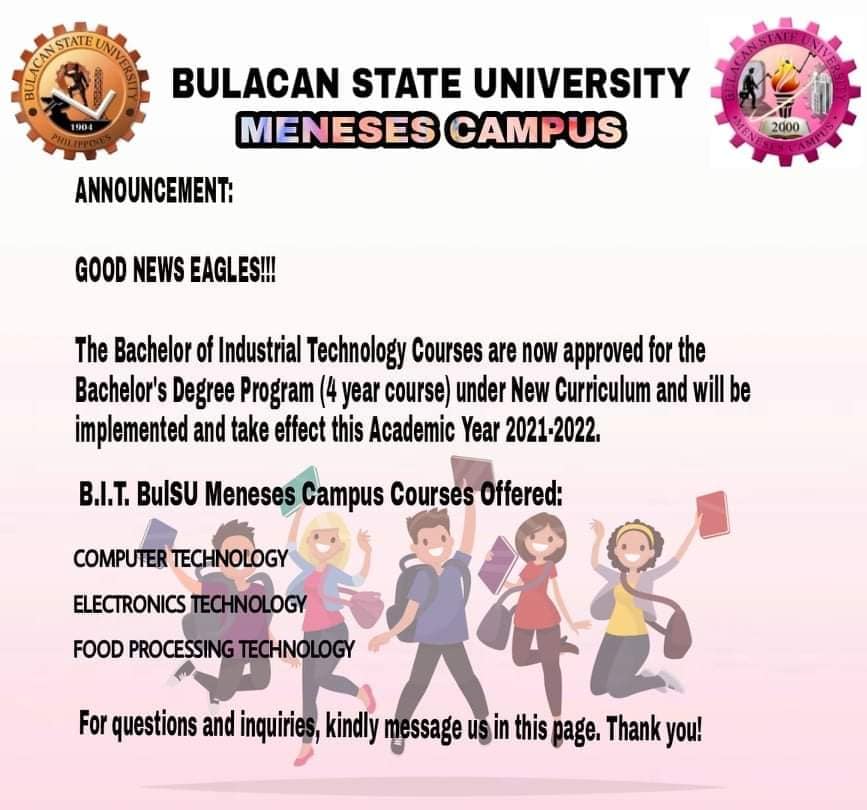 BULACAN STATE UNIVERSITY
1904
PHILIPPINES
BULACAN STATE UNIVERSITY
MENESES CAMPUS
BULACAN STATE UNIVERSITY
2000
MENESES CAMPUS
ANNOUNCEMENT:
GOOD NEWS EAGLES!!!
The Bachelor of Industrial Technology Courses are now approved for the
Bachelor's Degree Program (4 year course) under New Curriculum and will be
implemented and take effect this Academic Year 2021-2022.
B.I.T. BulSU Meneses Campus Courses Offered:
COMPUTER TECHNOLOGY
ELECTRONICS TECHNOLOGY
FOOD PROCESSING TECHNOLOGY
For questions and inquiries, kindly message us in this page. Thank you!